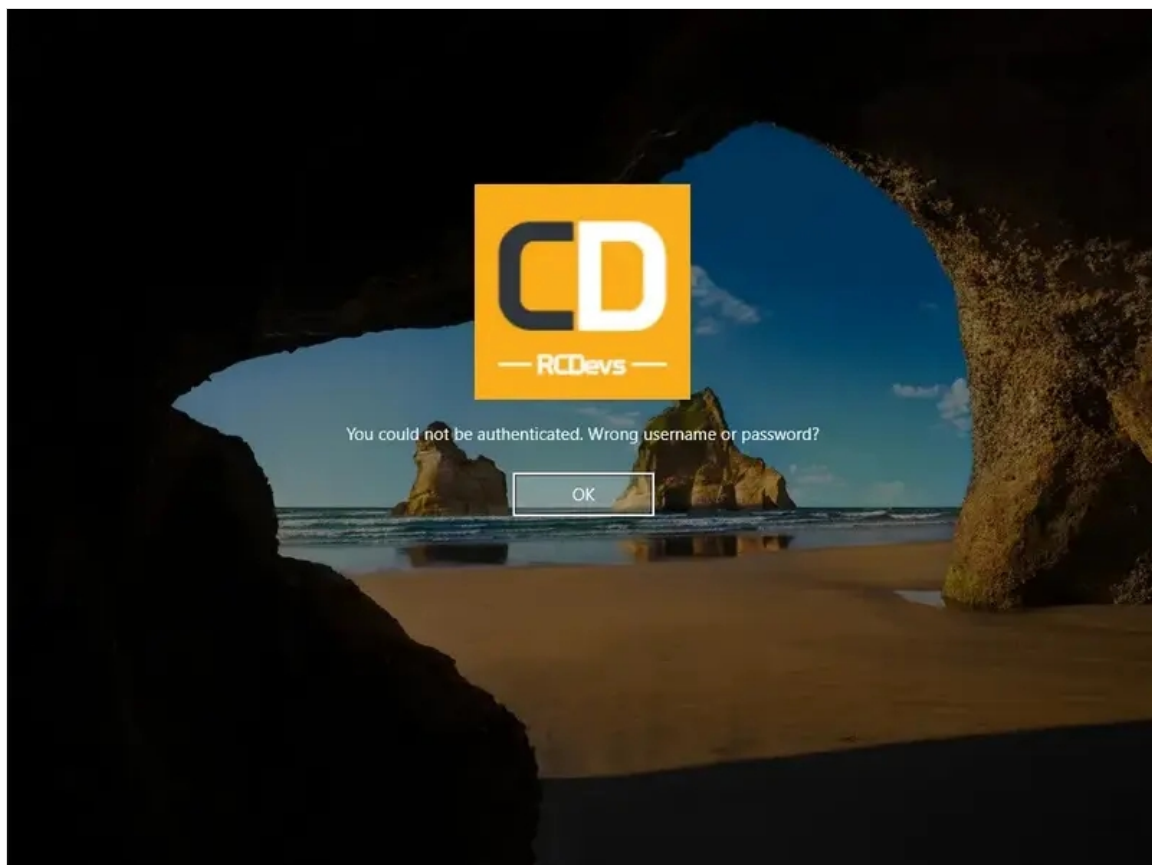 CD
RCDevs
You could not be authenticated. Wrong username or password?
OK